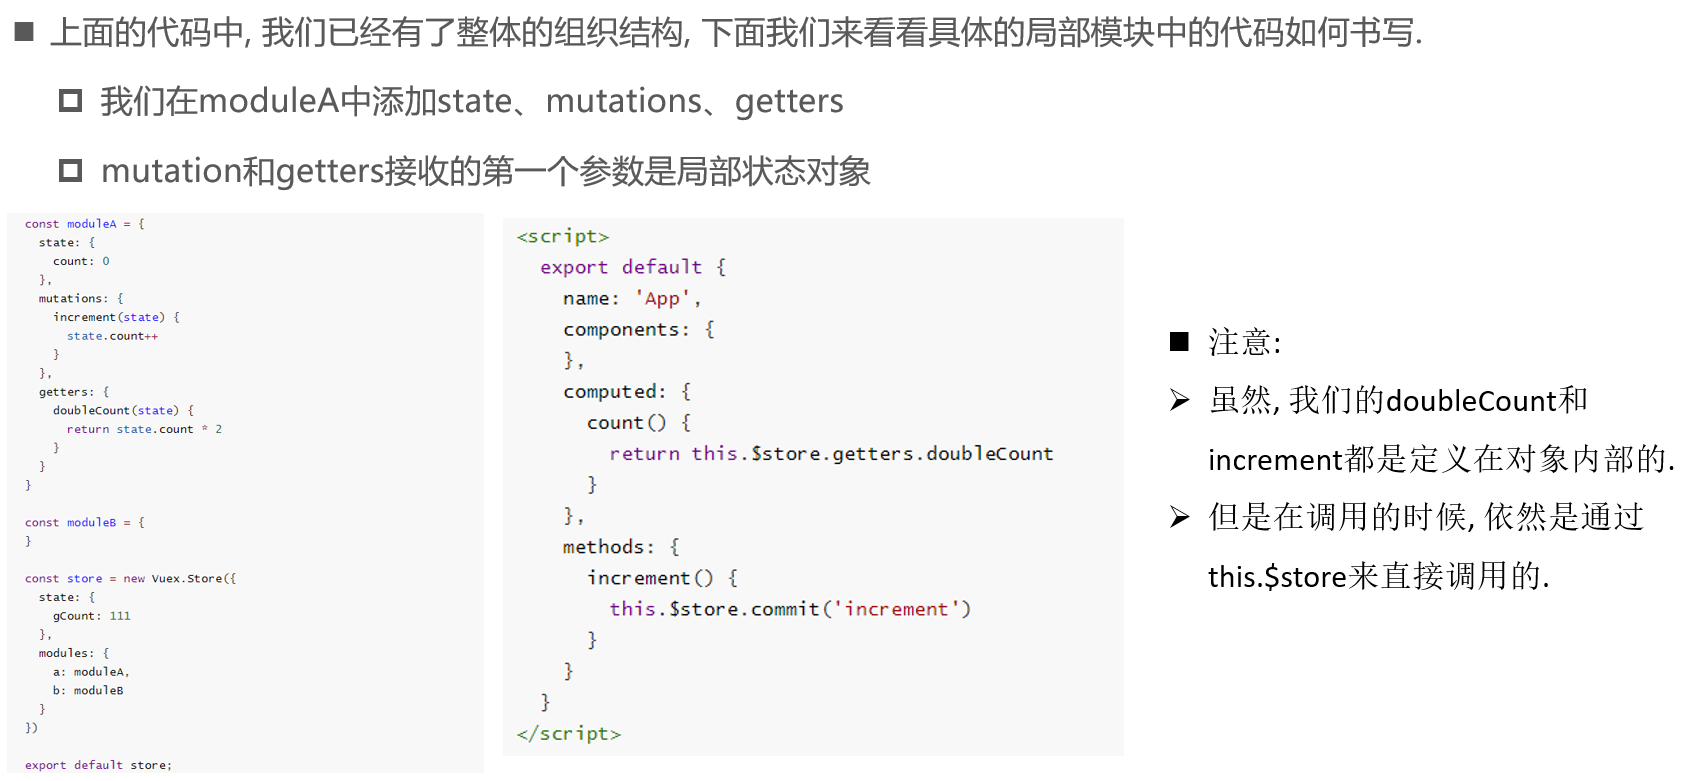 上面的代码中, 我们已经有了整体的组织结构, 下面我们来看看具体的局部模块中的代码如何书写.
我们在moduleA中添加state、mutations、getters
mutation和getters接收的第一个参数是局部状态对象
const moduleA = {
  state: {
    count: 0
  },
  mutations: {
    increment(state) {
      state.count++
    }
  },
  getters: {
    doubleCount(state) {
      return state.count * 2
    }
  }
}
const moduleB = {
}
const store = new Vuex.Store({
  state: {
    gCount: 111
  },
  modules: {
    a: moduleA,
    b: moduleB
  }
})
export default store;
<script>
  export default {
    name: 'App',
    components: {
    },
    computed: {
      count() {
        return this.$store.getters.doubleCount
      }
    },
    methods: {
      increment() {
        this.$store.commit('increment')
      }
    }
  }
</script>
注意:
虽然, 我们的doubleCount和
increment都是定义在对象内部的.
但是在调用的时候, 依然是通过
this.$store来直接调用的.